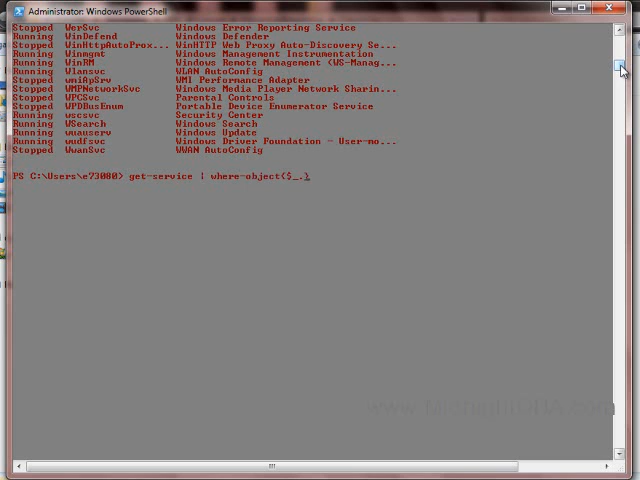 Administrator: Windows PowerShell
Stopped WerSvc Windows Error Reporting Service
Running WinDefend Windows Defender
Stopped WinHttpAutoProx... WinHTTP Web Proxy Auto-Discovery Se...
Running Winmgmt Windows Management Instrumentation
Running WinRM Windows Remote Management (WS-Manag...
Running Wlansvc WLAN AutoConfig
Stopped wmiApSrv WMI Performance Adapter
Stopped WMPNetworkSvc Windows Media Player Network Sharin...
Stopped WPCSvc Parental Controls
Stopped WPDBusEnum Portable Device Enumerator Service
Running wscsvc Security Center
Running WSearch Windows Search
Running wuauserv Windows Update
Running wudfsvc Windows Driver Foundation - User-mo...
Stopped WwanSvc WWAN AutoConfig
PS C:\Users\e73080> get-service | where-object{$_.}
www.MidnightDBA.com